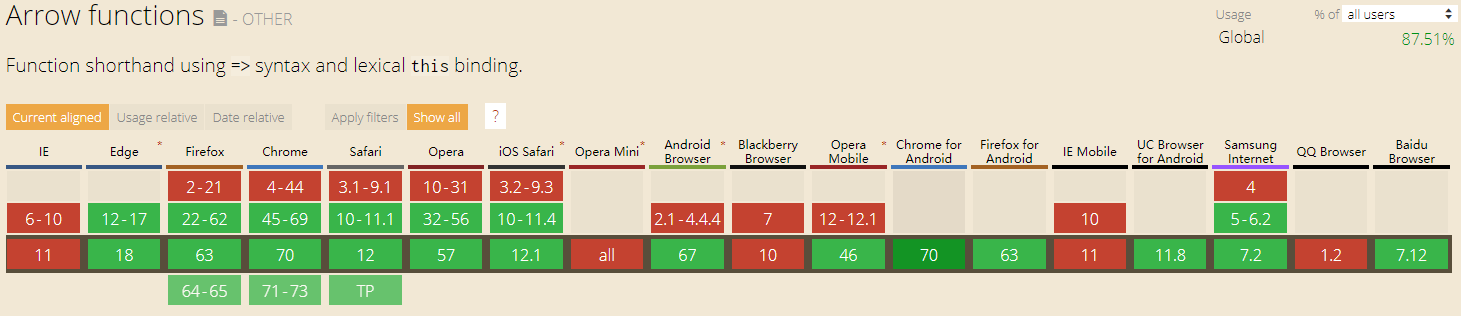 Arrow functions - OTHER
Usage % of all users
Global 87.51%
Function shorthand using => syntax and lexical this binding.
Current aligned Usage relative Date relative Apply filters Show all ?
IE Edge * Firefox Chrome Safari Opera iOS Safari * Opera Mini * Android Browser * Blackberry Browser Opera Mobile * Chrome for Android Firefox for Android IE Mobile UC Browser for Android Samsung Internet QQ Browser Baidu Browser
2-21 4-44 3.1-9.1 10-31 3.2-9.3 4
6-10 12-17 22-62 45-69 10-11.1 32-56 10-11.4 2.1-4.4.4 7 12-12.1 10 5-6.2
11 18 63 70 12 57 12.1 all 67 10 46 70 63 11 11.8 7.2 1.2 7.12
64-65 71-73 TP